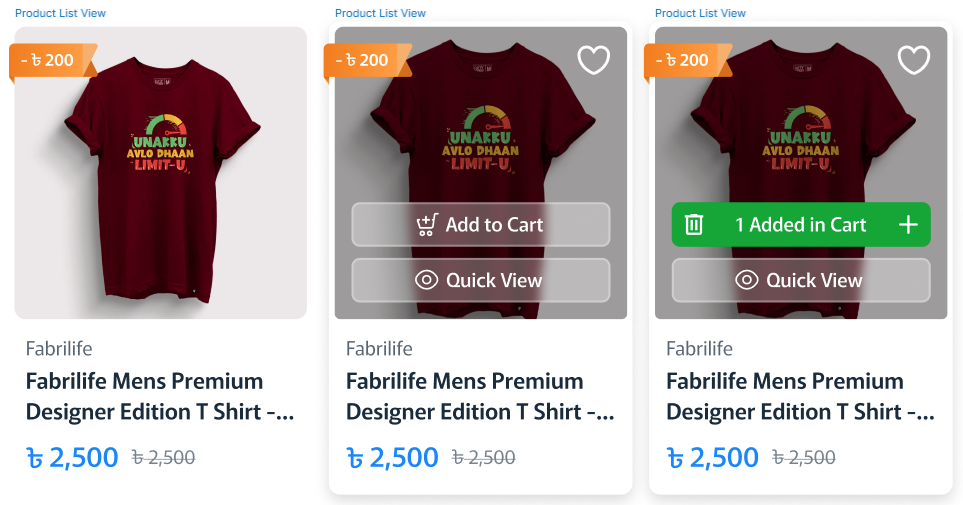 Product List View
- ৳ 200
UNAKKU
AVLO DHAAN
LIMIT-U
Fabrilife
Fabrilife Mens Premium
Designer Edition T Shirt -...
৳ 2,500 ৳ 2,500
Product List View
- ৳ 200
UNAKKU
AVLO DHAAN
LIMIT-U
Add to Cart
Quick View
Fabrilife
Fabrilife Mens Premium
Designer Edition T Shirt -...
৳ 2,500 ৳ 2,500
Product List View
- ৳ 200
UNAKKU
AVLO DHAAN
LIMIT-U
1 Added in Cart
Quick View
Fabrilife
Fabrilife Mens Premium
Designer Edition T Shirt -...
৳ 2,500 ৳ 2,500